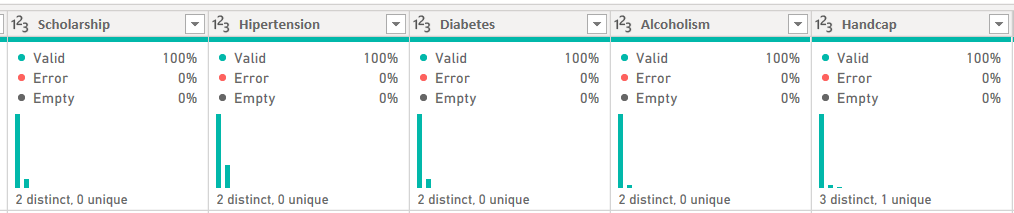 123 Scholarship 123 Hipertension 123 Diabetes 123 Alcoholism 123 Handcap
Valid 100% Valid 100% Valid 100% Valid 100% Valid 100%
Error 0% Error 0% Error 0% Error 0% Error 0%
Empty 0% Empty 0% Empty 0% Empty 0% Empty 0%
2 distinct, 0 unique 2 distinct, 0 unique 2 distinct, 0 unique 2 distinct, 0 unique 3 distinct, 1 unique